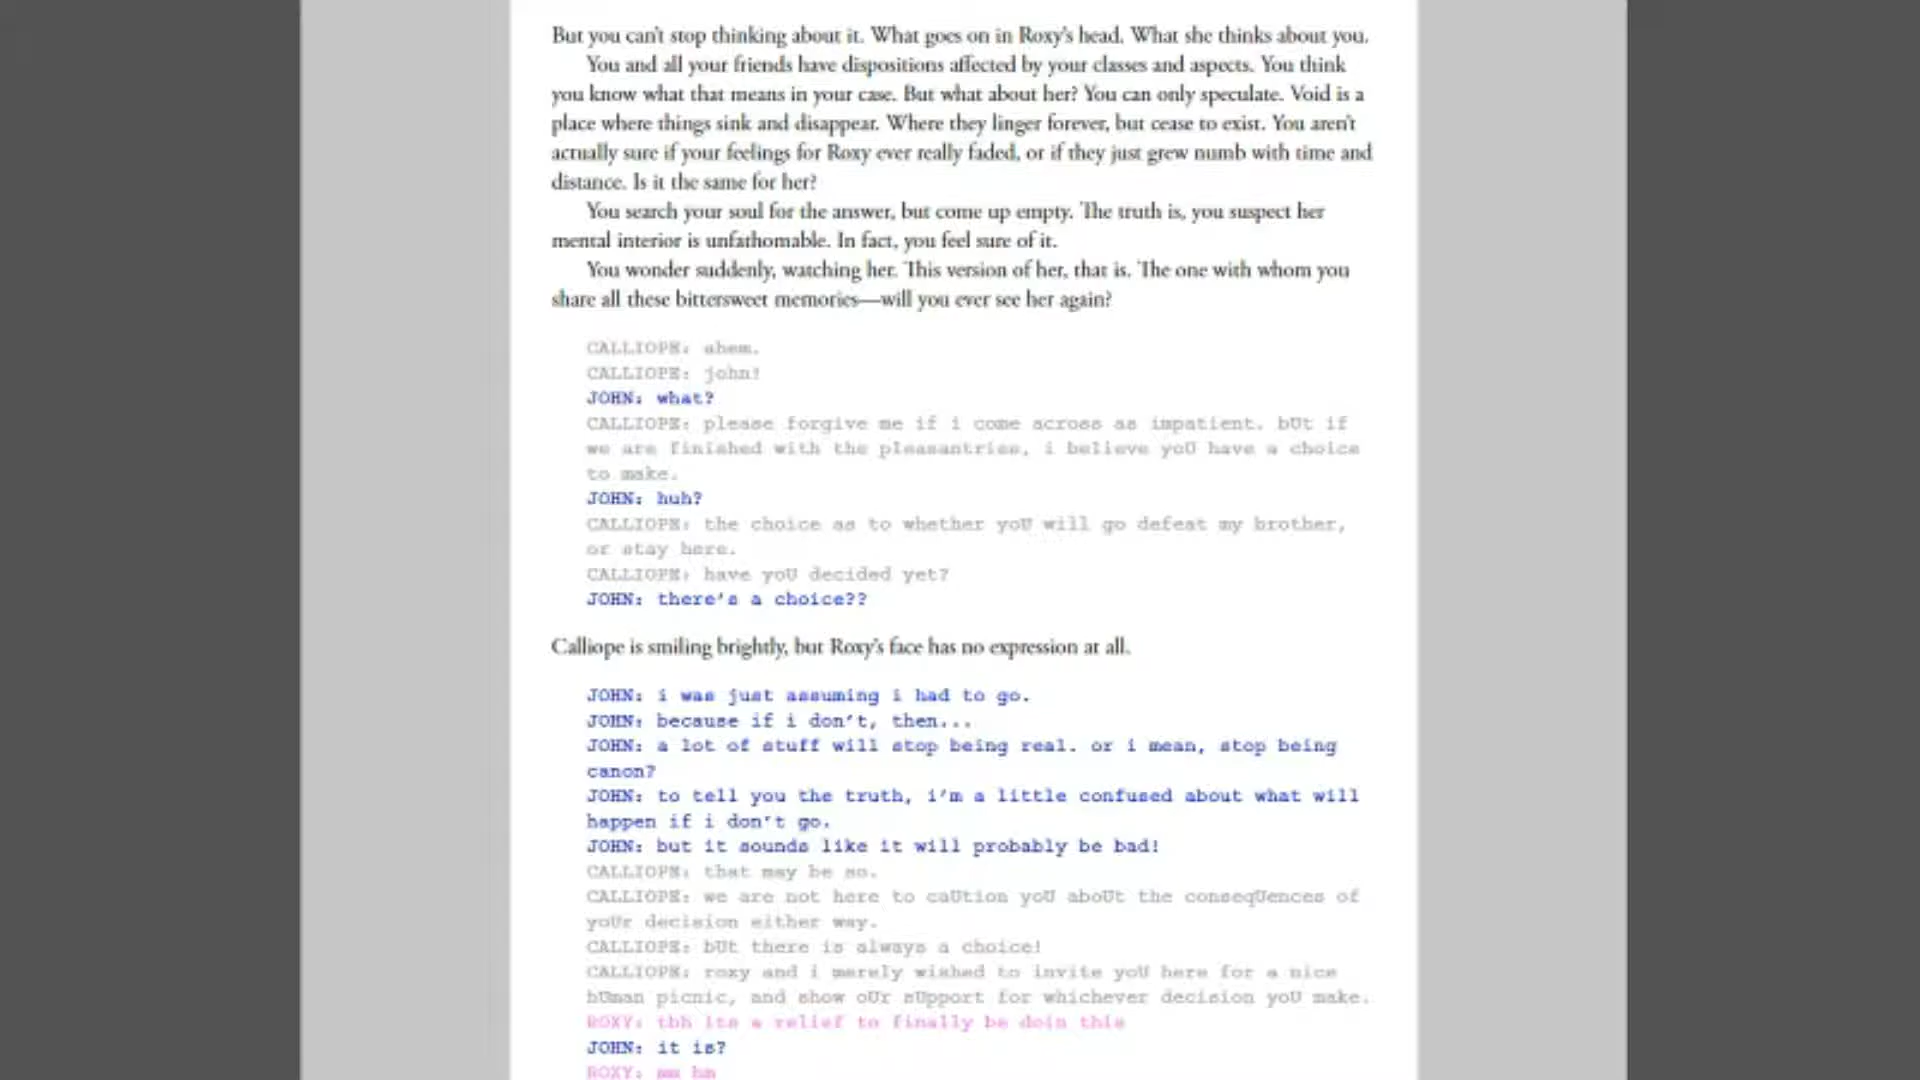 But you can't stop thinking about it. What goes on in Roxy's head. What she thinks about you.
You and all your friends have dispositions affected by your classes and aspects. You think
you know what that means in your case. But what about her? You can only speculate. Void is a
place where things sink and disappear. Where they linger forever, but cease to exist. You aren't
actually sure if your feelings for Roxy ever really faded, or if they just grew numb with time and
distance. Is it the same for her?
You search your soul for the answer, but come up empty. The truth is, you suspect her
mental interior is unfathomable. In fact, you feel sure of it.
You wonder suddenly, watching her. This version of her, that is. The one with whom you
share all these bittersweet memories—will you ever see her again?
CALLIOPE: ahem.
CALLIOPE: john!
JOHN: what?
CALLIOPE: please forgive me if i come across as impatient. bUt if
we are finished with the pleasantries, i believe yoU have a choice
to make.
JOHN: huh?
CALLIOPE: the choice as to whether yoU will go defeat my brother,
or stay here.
CALLIOPE: have yoU decided yet?
JOHN: there's a choice??
Calliope is smiling brightly, but Roxy's face has no expression at all.
JOHN: i was just assuming i had to go.
JOHN: because if i don't, then...
JOHN: a lot of stuff will stop being real. or i mean, stop being
canon?
JOHN: to tell you the truth, i'm a little confused about what will
happen if i don't go.
JOHN: but it sounds like it will probably be bad!
CALLIOPE: that may be so.
CALLIOPE: we are not here to caUtion yoU aboUt the conseqUences of
yoUr decision either way.
CALLIOPE: bUt there is always a choice!
CALLIOPE: roxy and i merely wished to invite yoU here for a nice
hUman picnic, and show oUr sUpport for whichever decision yoU make.
ROXY: tbh its a relief to finally be doin this
JOHN: it is?
ROXY: mm hm